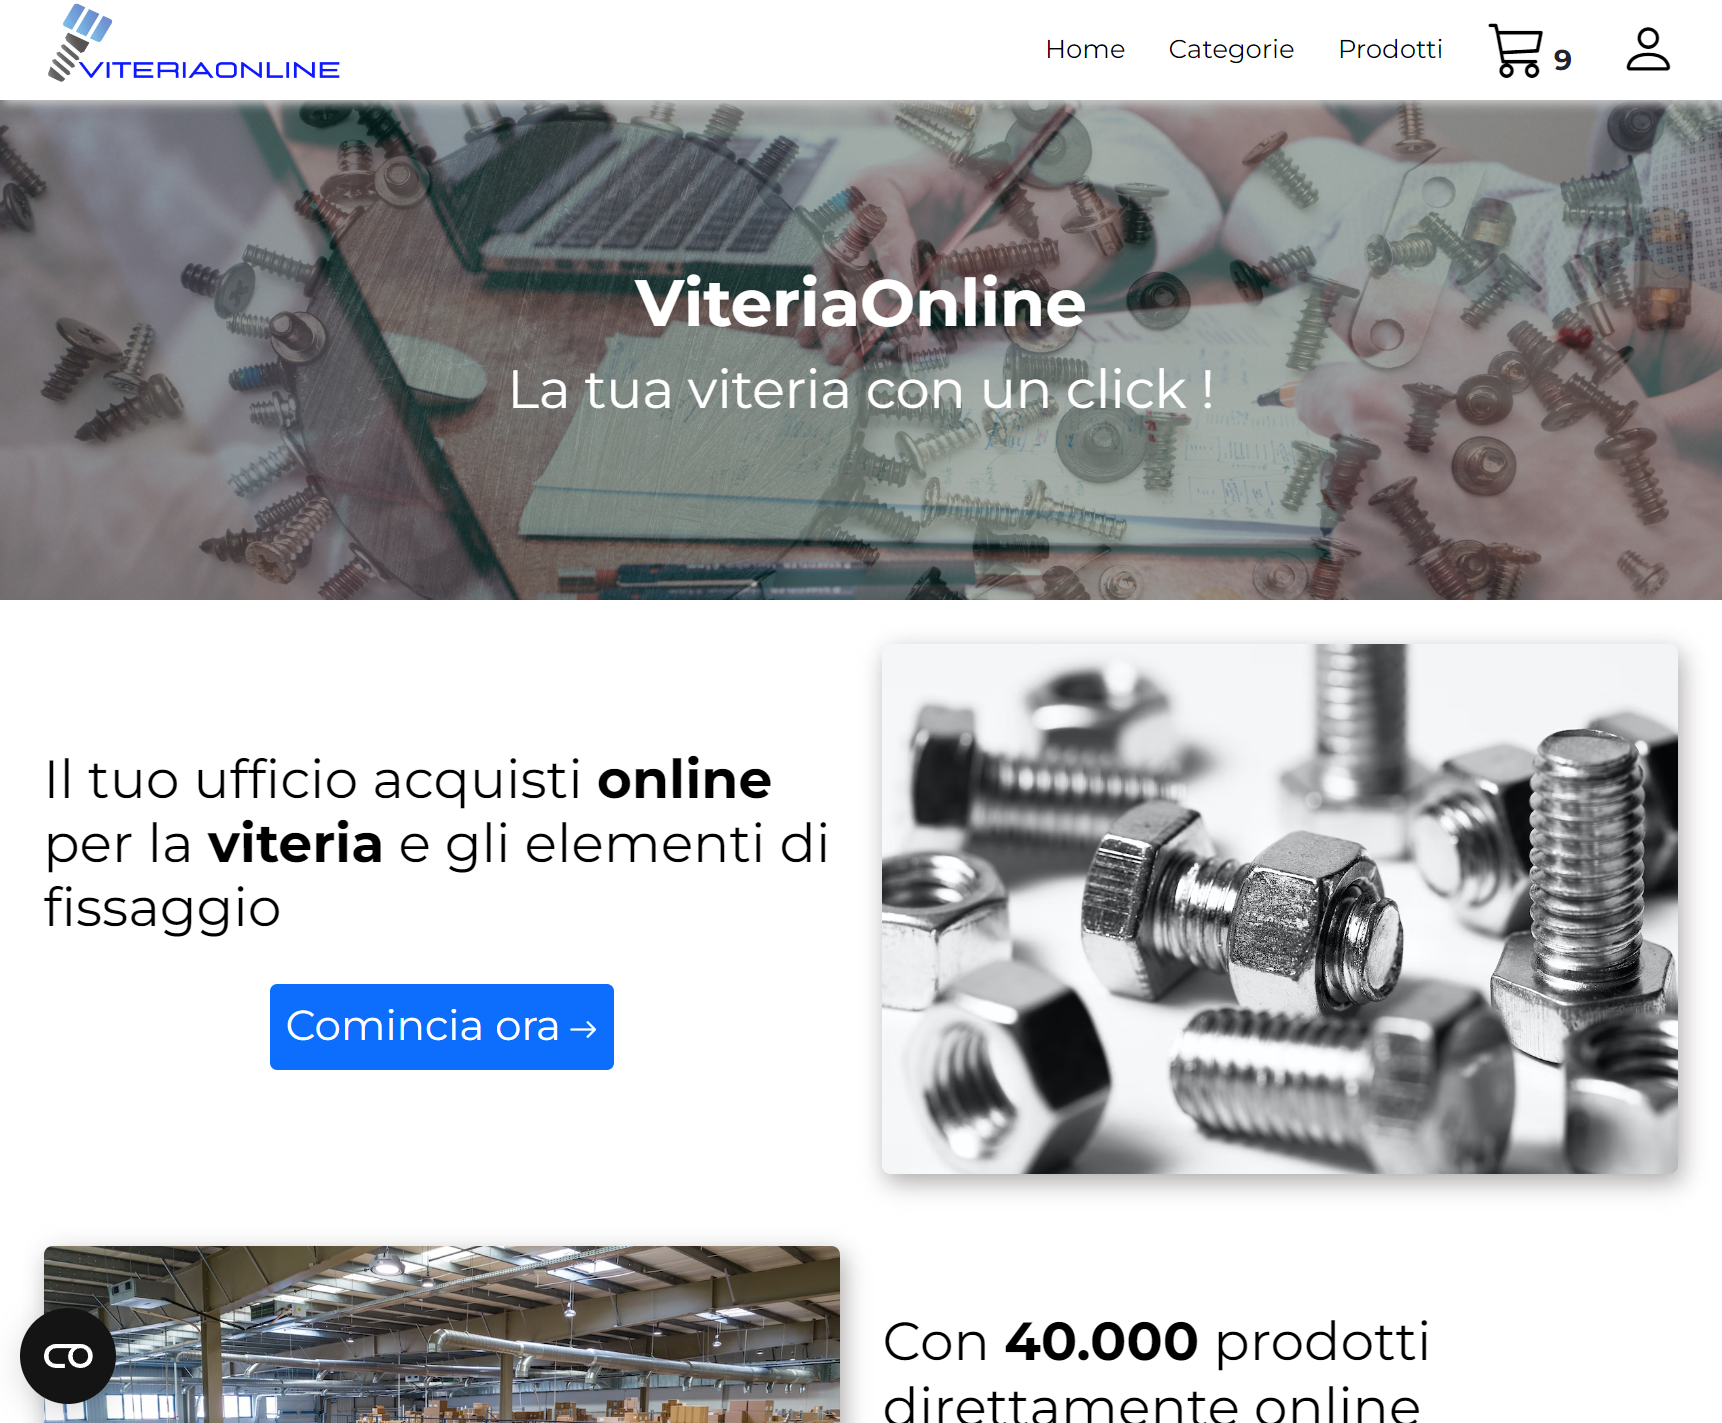 VITERIAONLINE
Home Categorie Prodotti 9
ViteriaOnline
La tua viteria con un click !
Il tuo ufficio acquisti online
per la viteria e gli elementi di
fissaggio
Comincia ora →
Con 40.000 prodotti
direttamente online